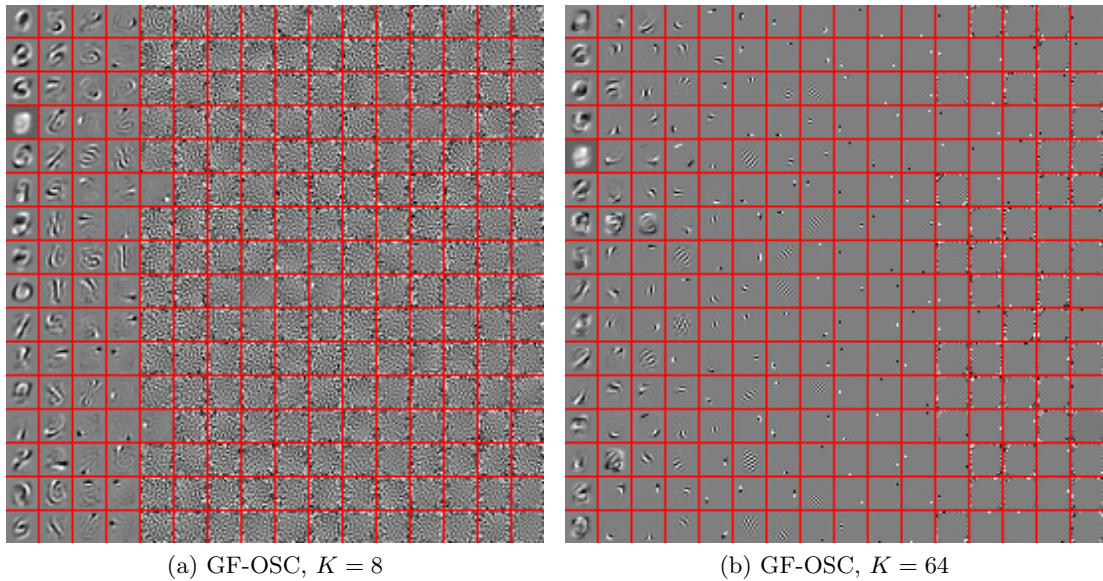 (a) GF-OSC, K = 8
(b) GF-OSC, K = 64